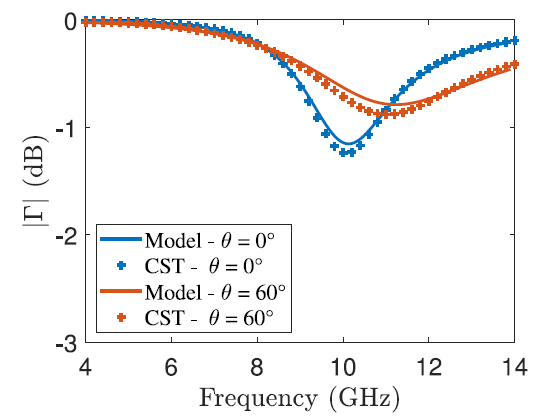 |Γ| (dB)
0
-1
-2
-3
Model - θ = 0°
CST - θ = 0°
Model - θ = 60°
CST - θ = 60°
4 6 8 10 12 14
Frequency (GHz)